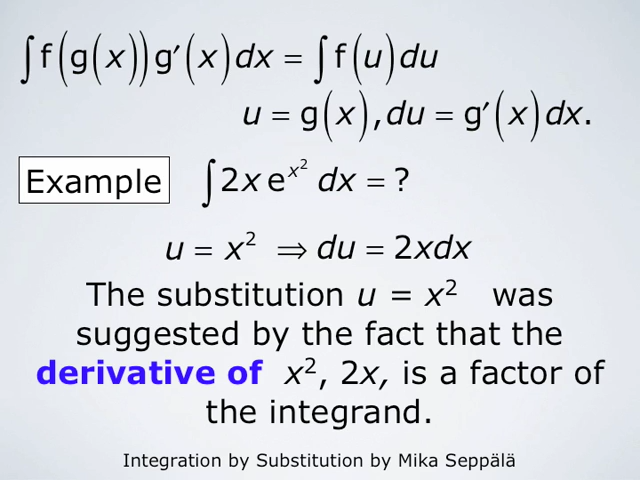 ∫f(g(x))g′(x)dx = ∫f(u)du
u = g(x),du = g′(x)dx.
Example ∫2x e^{x^2} dx = ?
u = x² ⇒ du = 2xdx
The substitution u = x² was
suggested by the fact that the
derivative of x², 2x, is a factor of
the integrand.
Integration by Substitution by Mika Seppälä